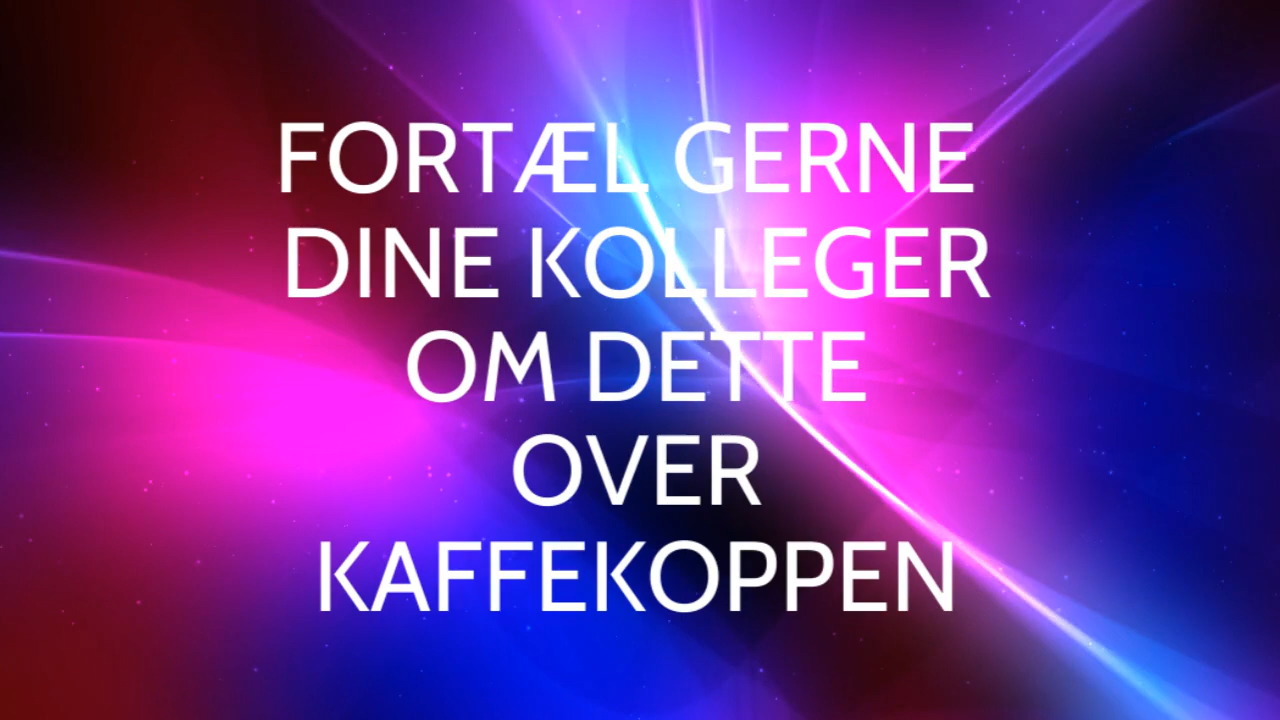 FORTÆL GERNE
DINE KOLLEGER
OM DETTE
OVER
KAFFEKOPPEN